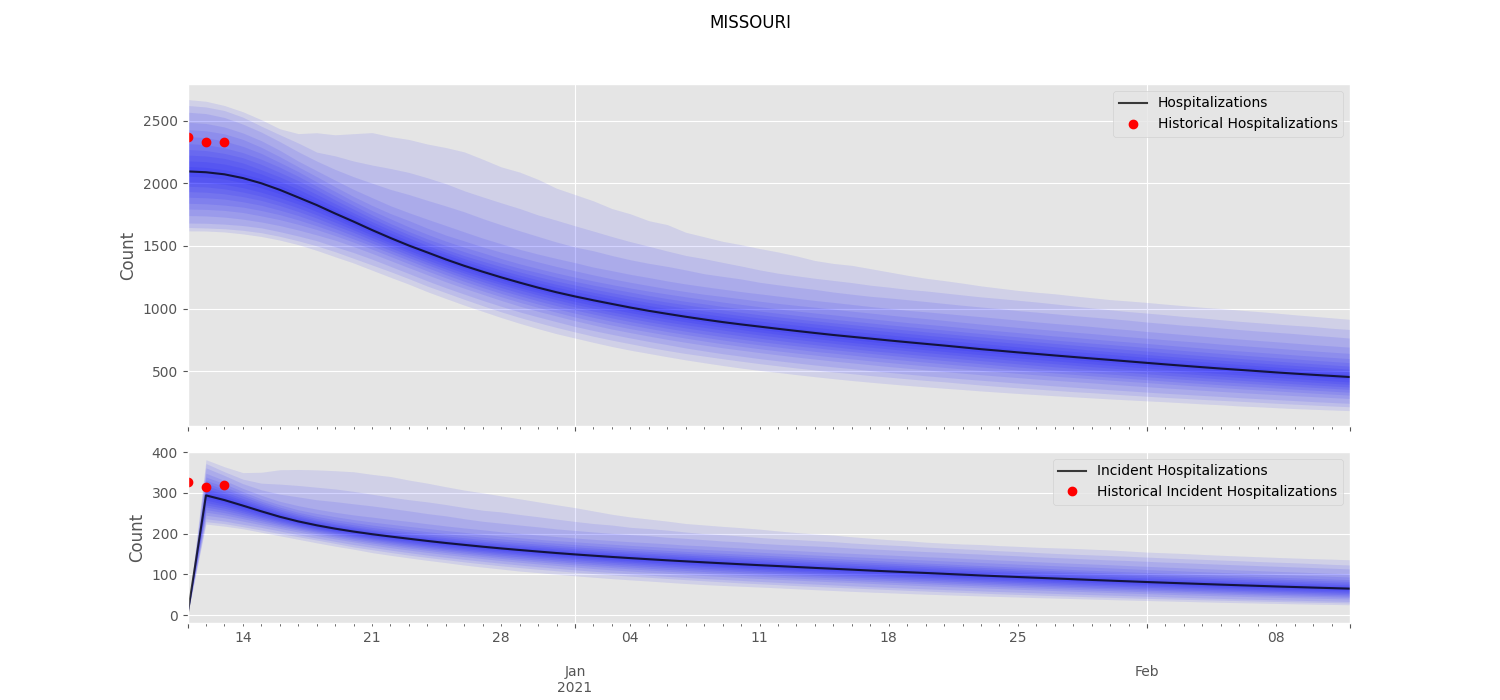 MISSOURI
Hospitalizations
Historical Hospitalizations
2500
2000
1500
1000
500
Count
Incident Hospitalizations
Historical Incident Hospitalizations
400
300
200
100
0
Count
14 21 28 04 11 18 25 08
Jan Feb
2021